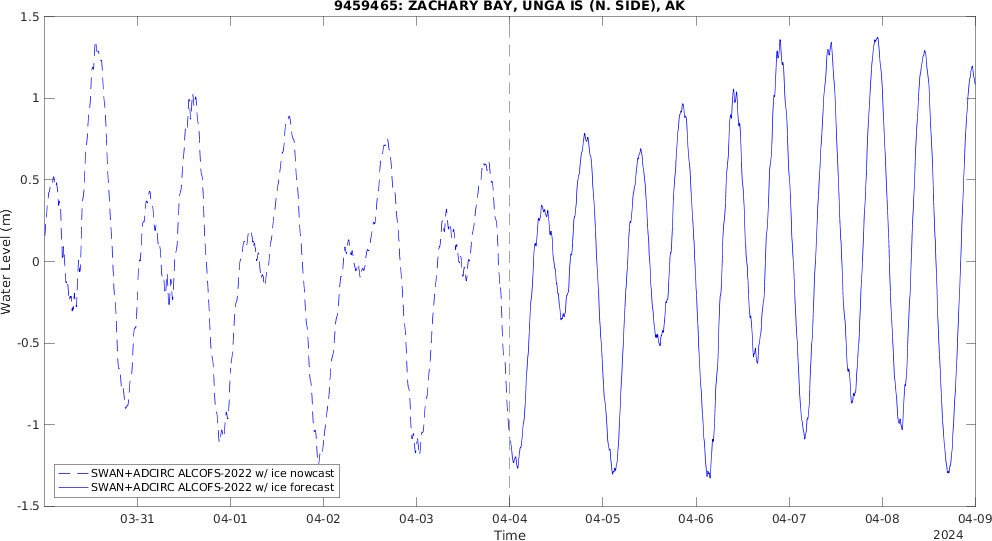 9459465: ZACHARY BAY, UNGA IS (N. SIDE), AK
1.5
1
0.5
0
-0.5
-1
-1.5
Water Level (m)
SWAN+ADCIRC ALCOFS-2022 w/ ice nowcast
SWAN+ADCIRC ALCOFS-2022 w/ ice forecast
03-31 04-01 04-02 04-03 04-04 04-05 04-06 04-07 04-08 04-09
Time
2024